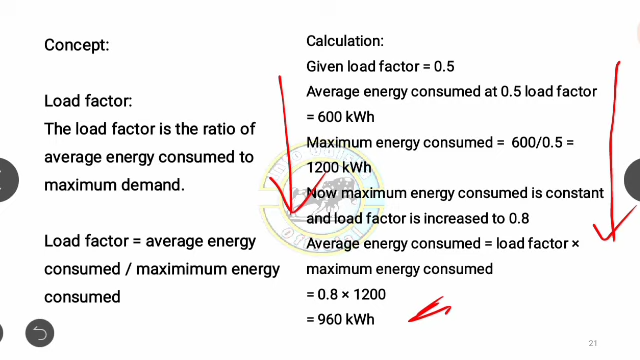 Concept:
Load factor:
The load factor is the ratio of
average energy consumed to
maximum demand.
Load factor = average energy
consumed / maximimum energy
consumed
Calculation:
Given load factor = 0.5
Average energy consumed at 0.5 load factor
= 600 kWh
Maximum energy consumed = 600/0.5 =
1200 kWh
Now maximum energy consumed is constant
and load factor is increased to 0.8
Average energy consumed = load factor ×
maximum energy consumed
= 0.8 × 1200
= 960 kWh
21